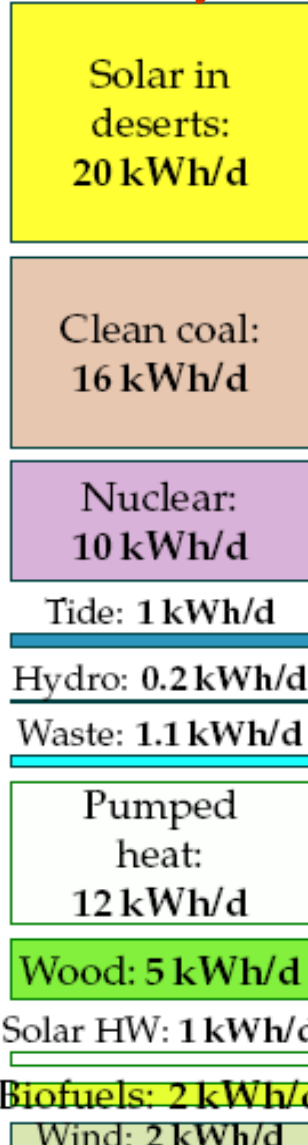 Solar in
deserts:
20 kWh/d
Clean coal:
16 kWh/d
Nuclear:
10 kWh/d
Tide: 1 kWh/d
Hydro: 0.2 kWh/d
Waste: 1.1 kWh/d
Pumped
heat:
12 kWh/d
Wood: 5 kWh/d
Solar HW: 1 kWh/d
Biofuels: 2 kWh/d
Wind: 2 kWh/d